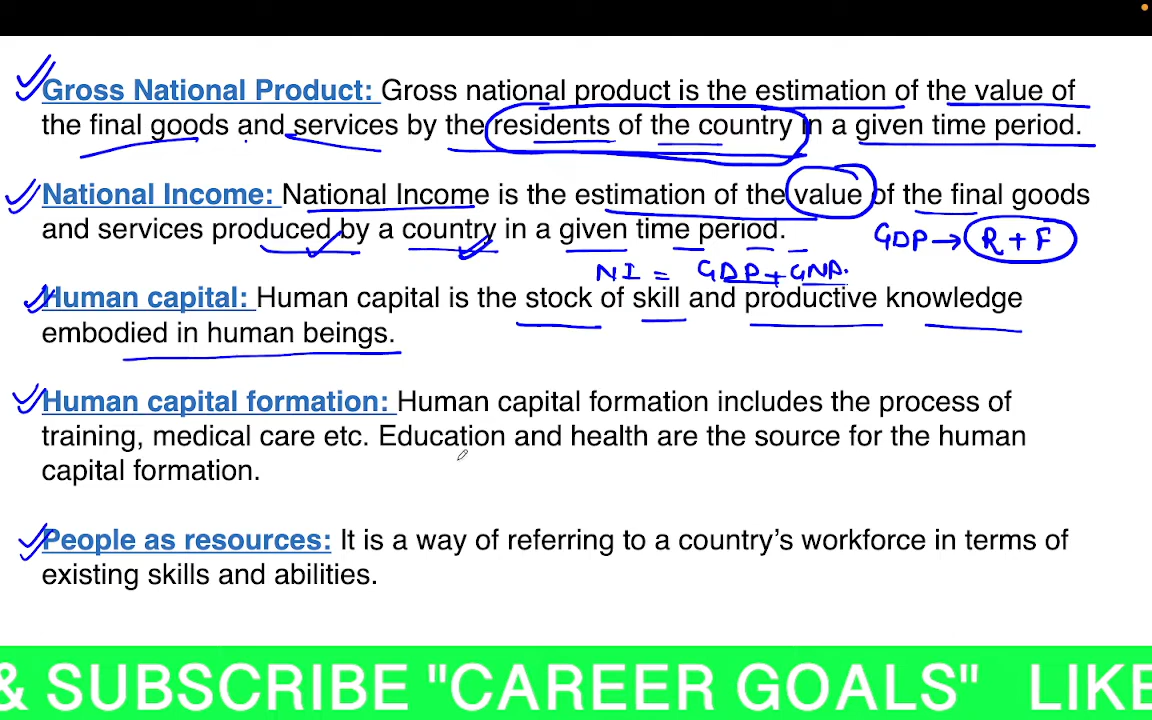 Gross National Product: Gross national product is the estimation of the value of
the final goods and services by the residents of the country in a given time period.
National Income: National Income is the estimation of the value of the final goods
and services produced by a country in a given time period.
GDP → R + F
NI = GDP + GNP.
Human capital: Human capital is the stock of skill and productive knowledge
embodied in human beings.
Human capital formation: Human capital formation includes the process of
training, medical care etc. Education and health are the source for the human
capital formation.
People as resources: It is a way of referring to a country's workforce in terms of
existing skills and abilities.
& SUBSCRIBE "CAREER GOALS" LIKE